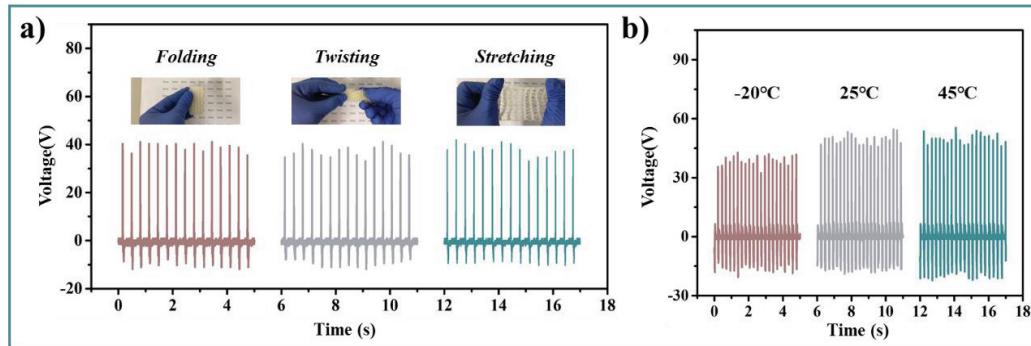 a)
Folding
Twisting
Stretching
Voltage(V)
80
60
40
20
0
-20
0 2 4 6 8 10 12 14 16 18
Time (s)
b)
-20°C
25°C
45°C
Voltage(V)
90
60
30
0
-30
0 2 4 6 8 10 12 14 16 18
Time (s)